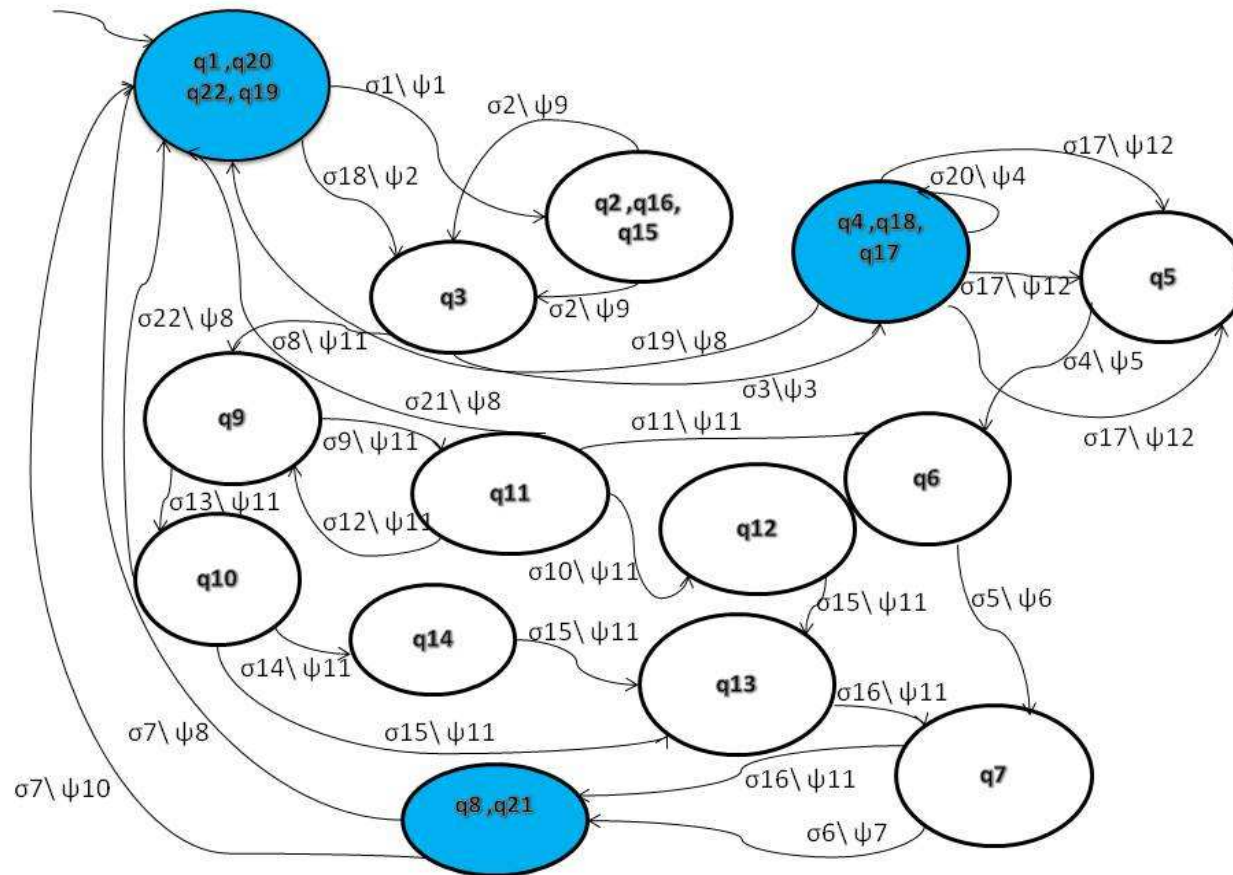 q1 ,q20
q22, q19
σ1\ ψ1
σ2\ ψ9
σ17\ ψ12
σ18\ ψ2
σ20\ ψ4
q2 ,q16,
q15
q4 ,q18,
q17
q5
q3
σ17\ ψ12
σ2\ ψ9
σ22\ ψ8
σ8\ ψ11
σ19\ ψ8
σ4\ ψ5
σ3\ψ3
σ21\ ψ8
σ11\ ψ11
σ17\ ψ12
q9
σ9\ ψ11
q6
q11
σ13\ ψ11
σ12\ ψ11
q12
q10
σ10\ ψ11
σ15\ ψ11
σ5\ ψ6
q14
σ15\ ψ11
σ14\ ψ11
q13
σ16\ ψ11
σ7\ ψ8
σ15\ ψ11
q7
σ7\ ψ10
σ16\ ψ11
q8 ,q21
σ6\ ψ7